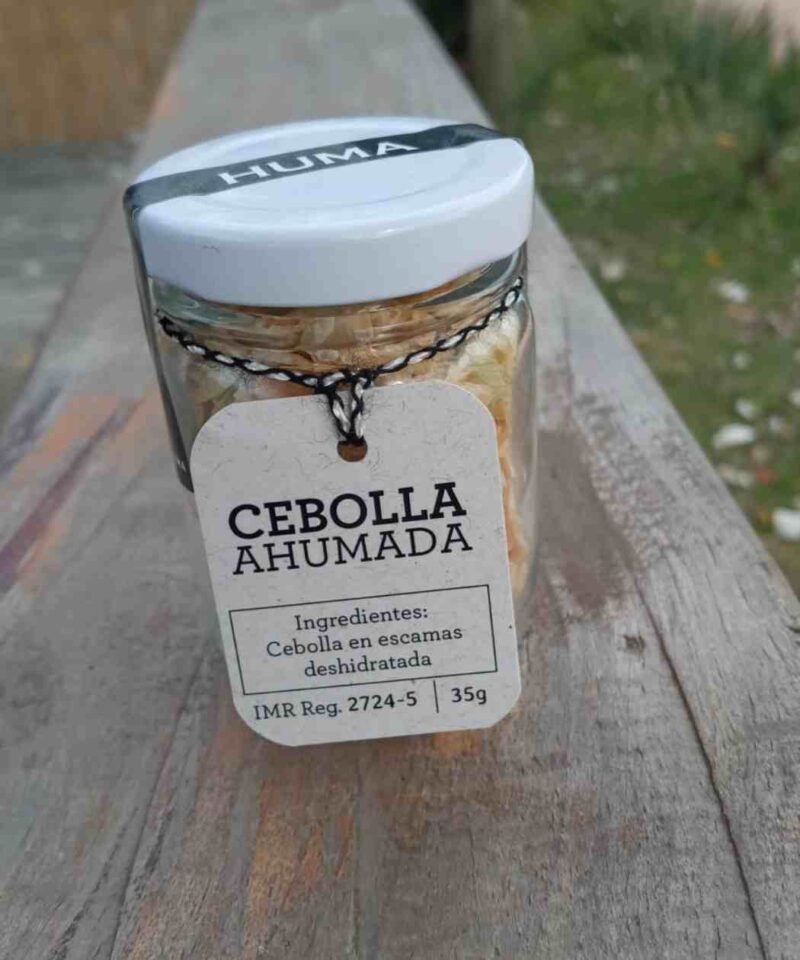 HUMA
CEBOLLA
AHUMADA
Ingredientes:
Cebolla en escamas
deshidratada
IMR Reg. 2724-5 | 35g